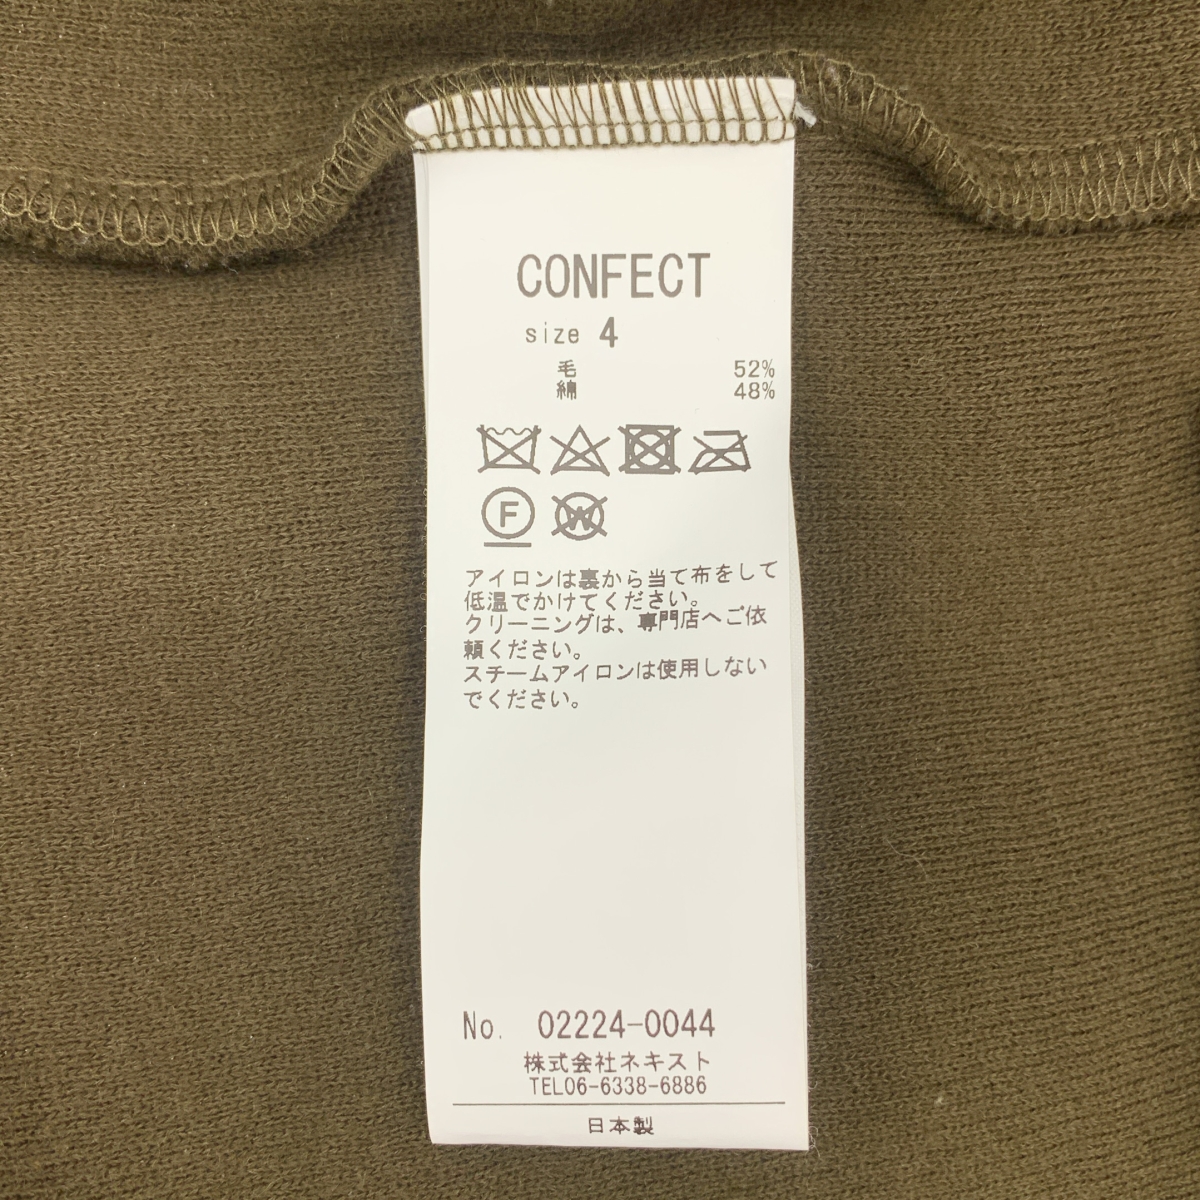 CONFECT
size 4
毛 52%
綿 48%
F W
アイロンは裏から当て布をして
低温でかけてください。
クリーニングは、専門店へご依
頼ください。
スチームアイロンは使用しない
でください。
No. 02224-0044
株式会社ネキスト
TEL06-6338-6886
日本製